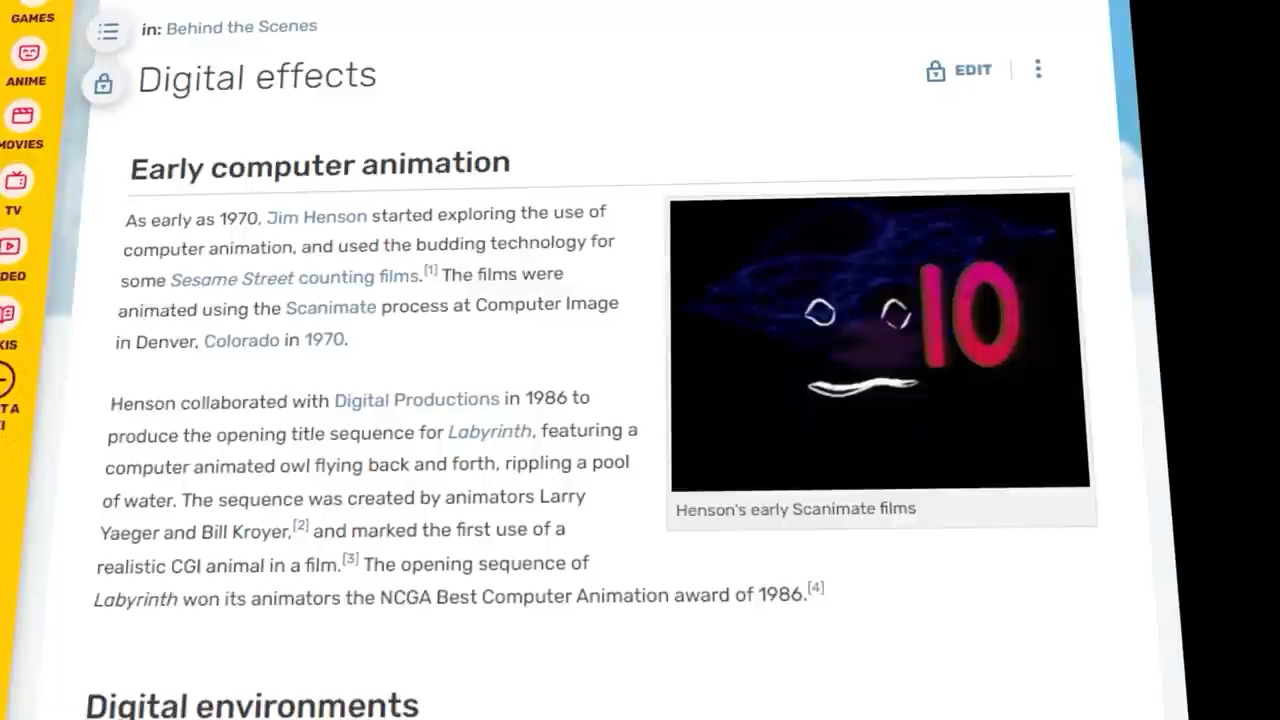 GAMES
ANIME
MOVIES
TV
in: Behind the Scenes
Digital effects
EDIT
Early computer animation
As early as 1970, Jim Henson started exploring the use of
computer animation, and used the budding technology for
some Sesame Street counting films.[1] The films were
animated using the Scanimate process at Computer Image
in Denver, Colorado in 1970.
10
Henson's early Scanimate films
Henson collaborated with Digital Productions in 1986 to
produce the opening title sequence for Labyrinth, featuring a
computer animated owl flying back and forth, rippling a pool
of water. The sequence was created by animators Larry
Yaeger and Bill Kroyer,[2] and marked the first use of a
realistic CGI animal in a film.[3] The opening sequence of
Labyrinth won its animators the NCGA Best Computer Animation award of 1986.[4]
Digital environments